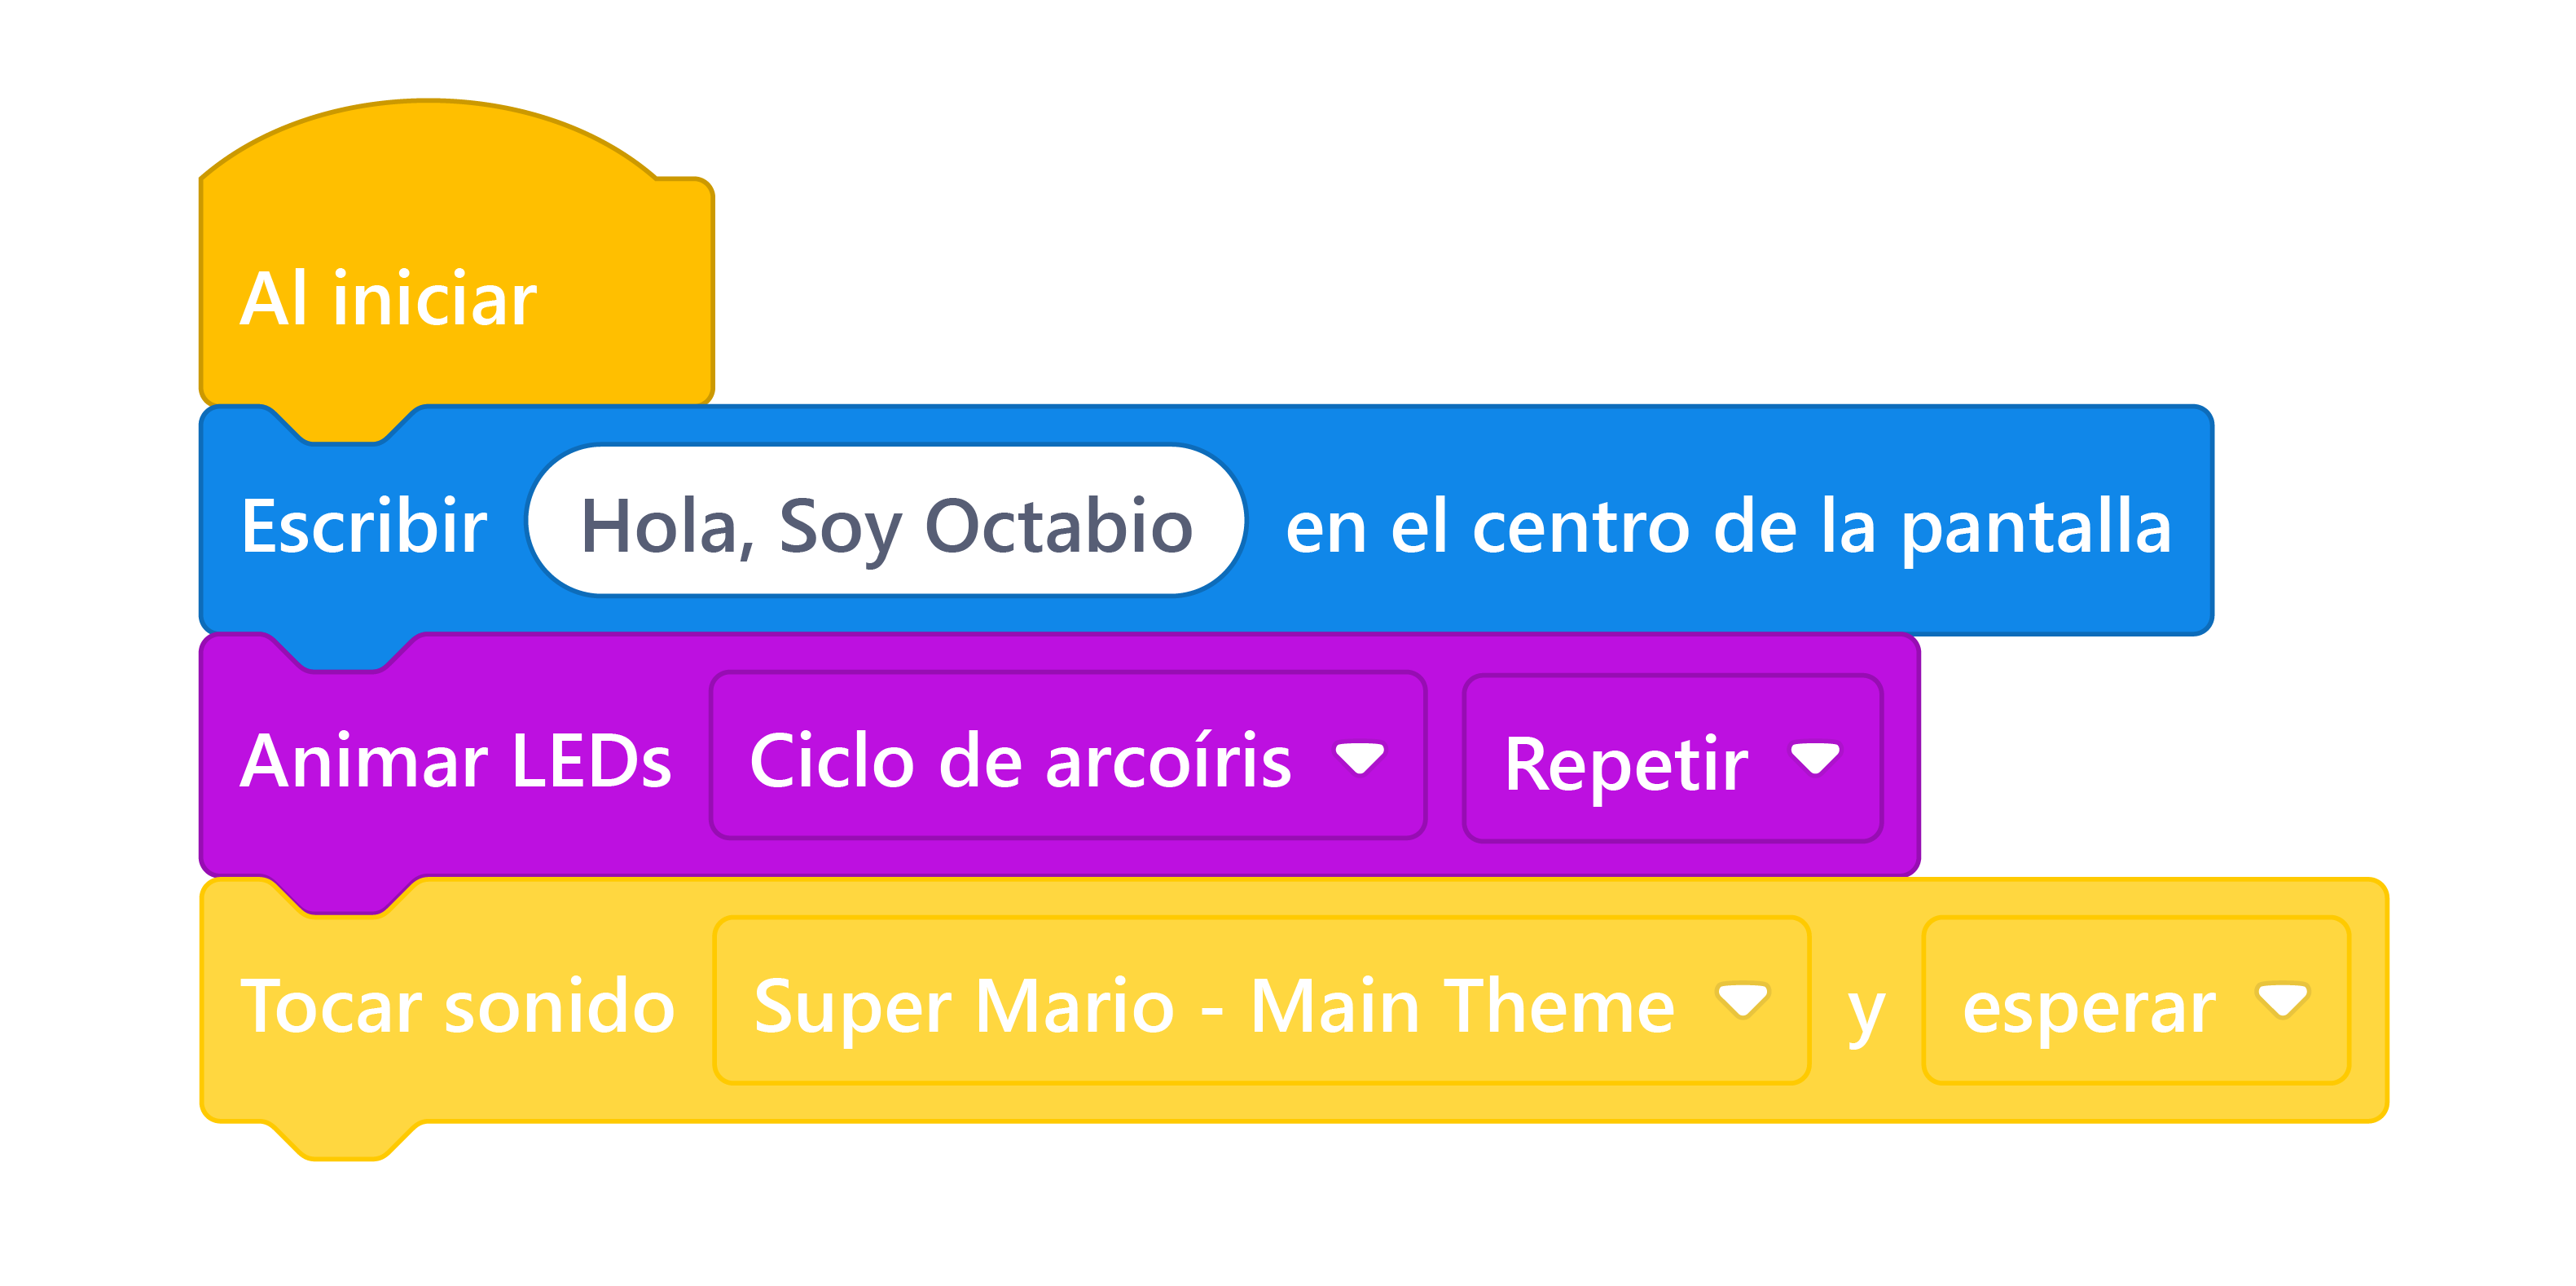 Al iniciar
Escribir Hola, Soy Octabio en el centro de la pantalla
Animar LEDs Ciclo de arcoíris Repetir
Tocar sonido Super Mario - Main Theme y esperar